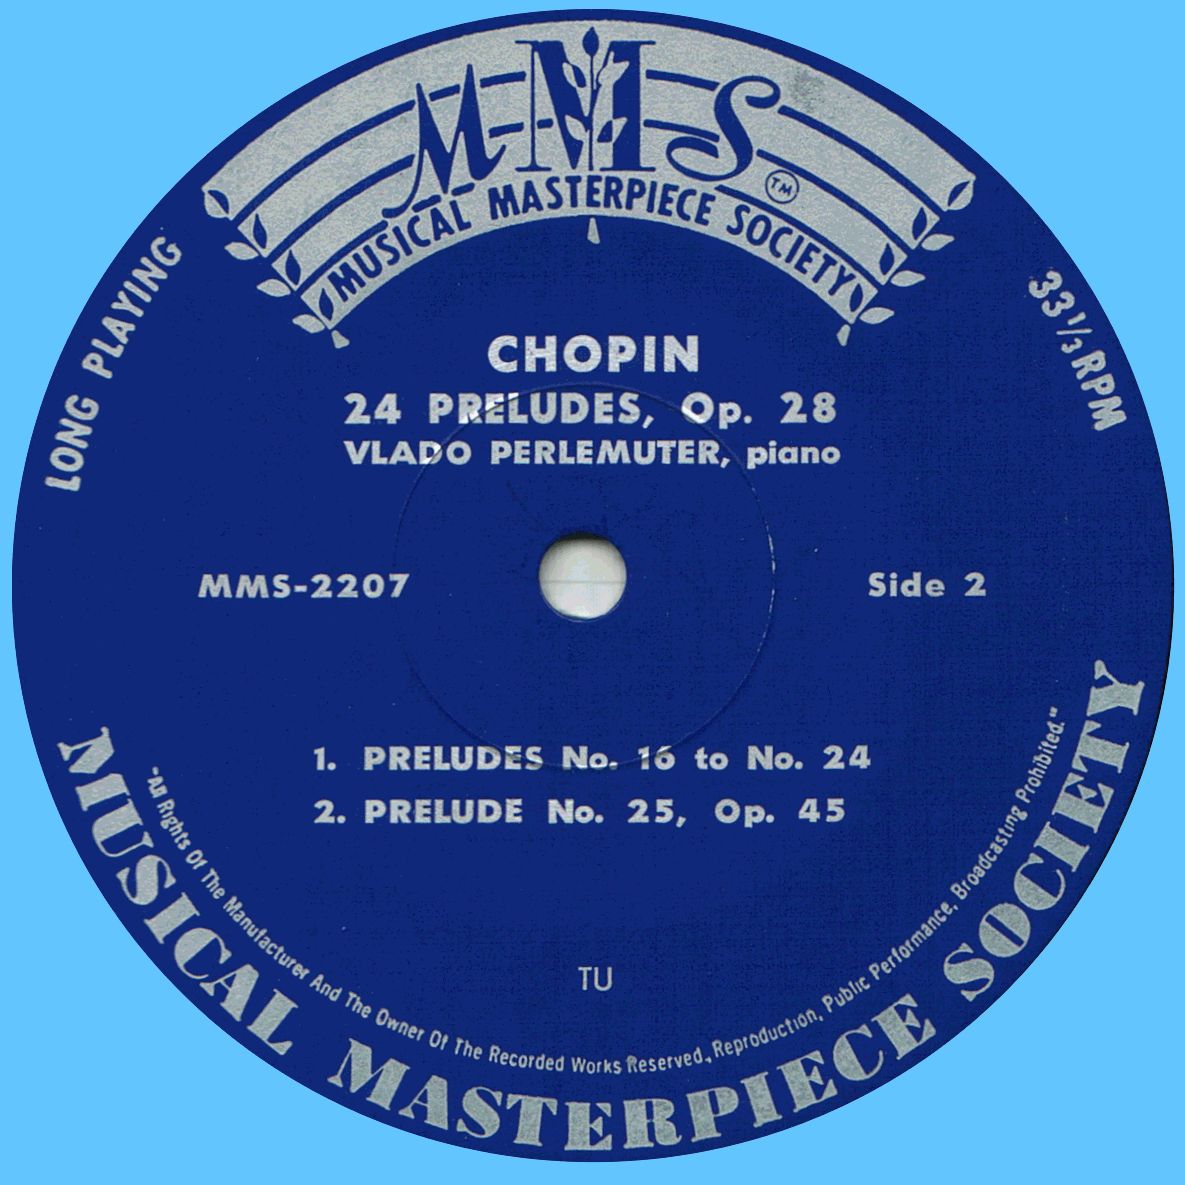 MMS
TM
MUSICAL MASTERPIECE SOCIETY
LONG PLAYING
33 1/3 RPM
CHOPIN
24 PRELUDES, Op. 28
VLADO PERLEMUTER, piano
MMS-2207
Side 2
1. PRELUDES No. 16 to No. 24
2. PRELUDE No. 25, Op. 45
TU
"All Rights Of The Manufacturer And The Owner Of The Recorded Works Reserved, Reproduction, Public Performance, Broadcasting Prohibited."
MUSICAL MASTERPIECE SOCIETY